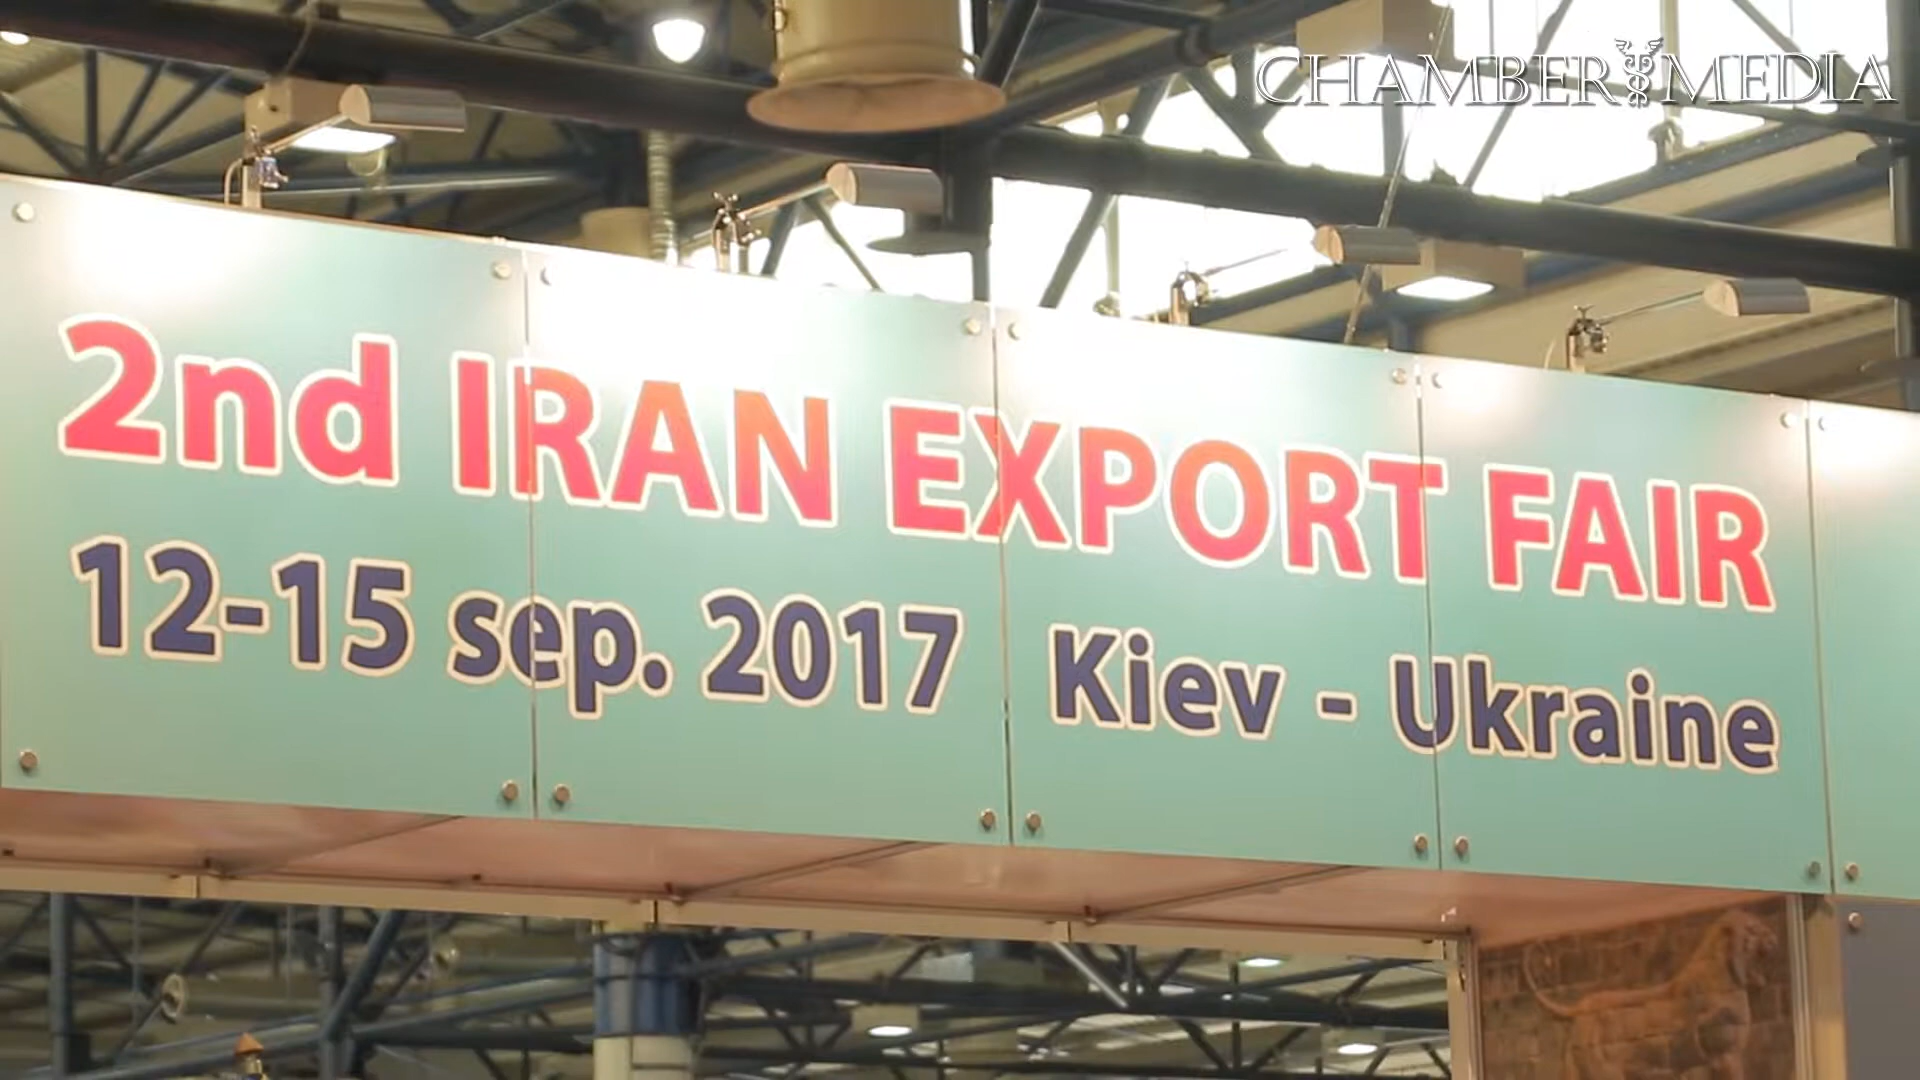 CHAMBER MEDIA
2nd IRAN EXPORT FAIR
12-15 sep. 2017 Kiev - Ukraine